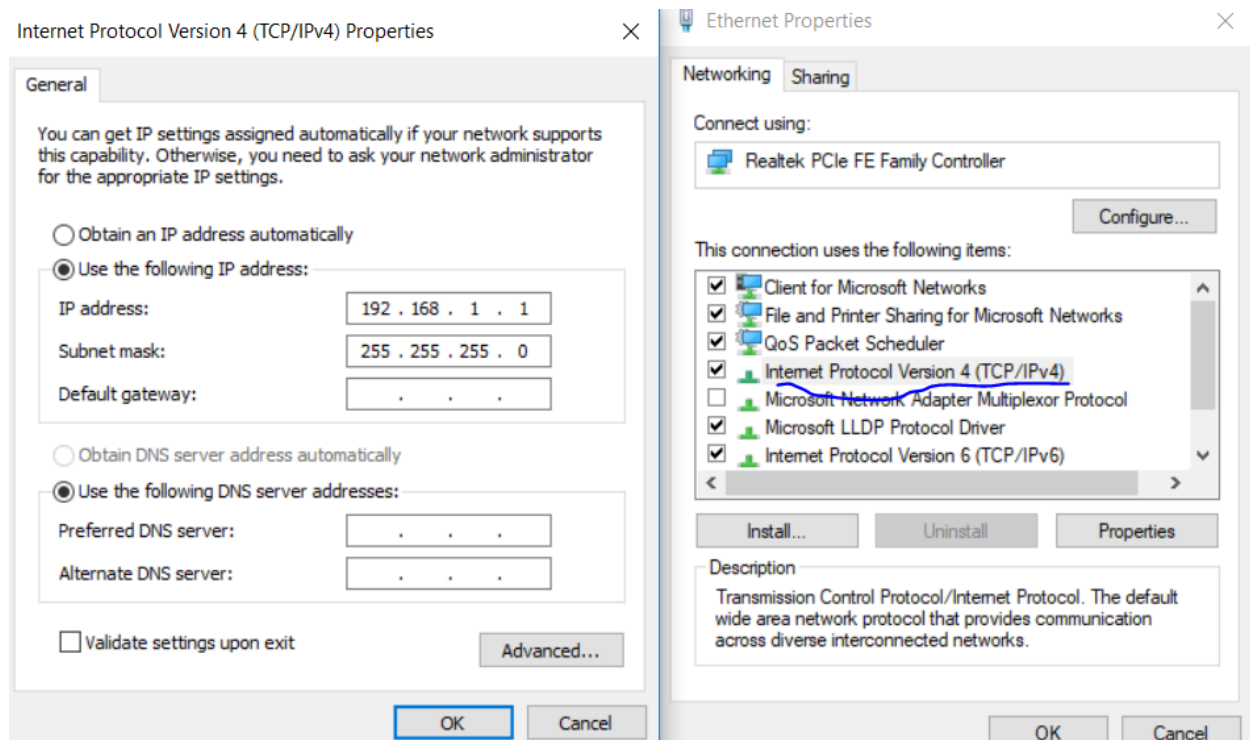 Internet Protocol Version 4 (TCP/IPv4) Properties
General
You can get IP settings assigned automatically if your network supports
this capability. Otherwise, you need to ask your network administrator
for the appropriate IP settings.
Obtain an IP address automatically
Use the following IP address:
IP address: 192 . 168 . 1 . 1
Subnet mask: 255 . 255 . 255 . 0
Default gateway: . . .
Obtain DNS server address automatically
Use the following DNS server addresses:
Preferred DNS server: . . .
Alternate DNS server: . . .
Validate settings upon exit
Advanced...
OK Cancel
Ethernet Properties
Networking Sharing
Connect using:
Realtek PCIe FE Family Controller
Configure...
This connection uses the following items:
Client for Microsoft Networks
File and Printer Sharing for Microsoft Networks
QoS Packet Scheduler
Internet Protocol Version 4 (TCP/IPv4)
Microsoft Network Adapter Multiplexor Protocol
Microsoft LLDP Protocol Driver
Internet Protocol Version 6 (TCP/IPv6)
Install... Uninstall Properties
Description
Transmission Control Protocol/Internet Protocol. The default
wide area network protocol that provides communication
across diverse interconnected networks.
OK Cancel